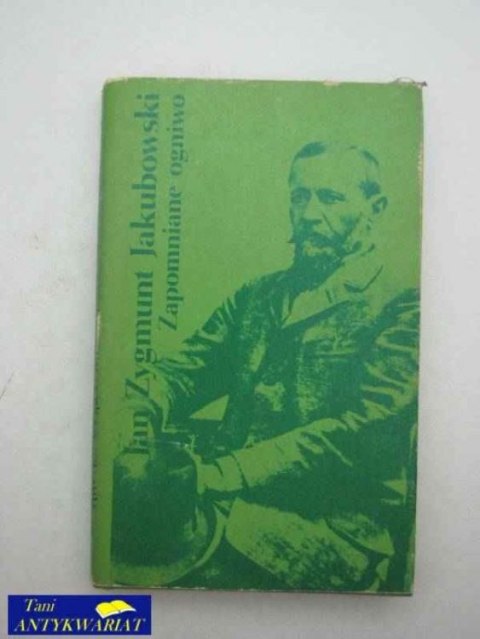 Jan Zygmunt Jakubowski
Zapomniane ogniwo
Tani
ANTYKWARIAT